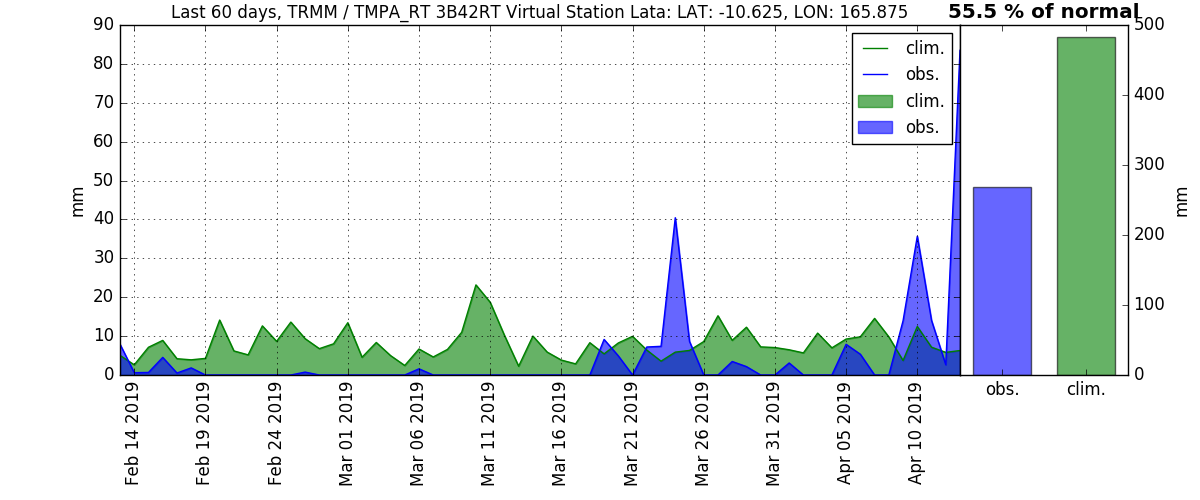 Last 60 days, TRMM / TMPA_RT 3B42RT Virtual Station Lata: LAT: -10.625, LON: 165.875
55.5 % of normal
90
80
70
60
50
40
30
20
10
0
mm
clim.
obs.
clim.
obs.
Feb 14 2019
Feb 19 2019
Feb 24 2019
Mar 01 2019
Mar 06 2019
Mar 11 2019
Mar 16 2019
Mar 21 2019
Mar 26 2019
Mar 31 2019
Apr 05 2019
Apr 10 2019
500
400
300
200
100
0
mm
obs.
clim.